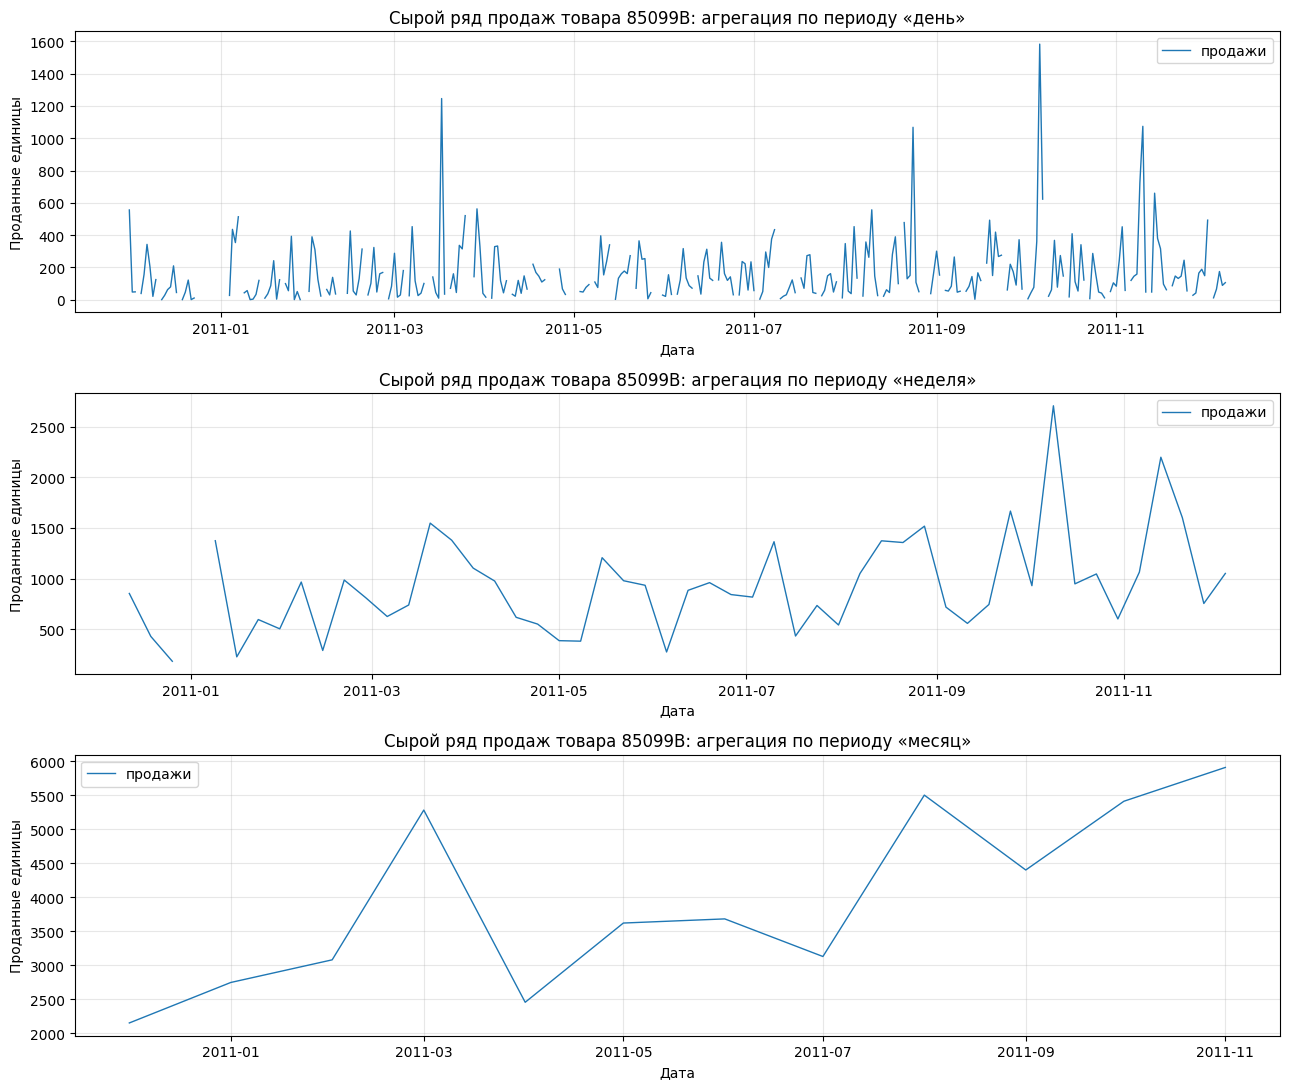 Сырой ряд продаж товара 85099B: агрегация по периоду «день»
Проданные единицы
1600
1400
1200
1000
800
600
400
200
0
продажи
2011-01 2011-03 2011-05 2011-07 2011-09 2011-11
Дата
Сырой ряд продаж товара 85099B: агрегация по периоду «неделя»
Проданные единицы
2500
2000
1500
1000
500
продажи
2011-01 2011-03 2011-05 2011-07 2011-09 2011-11
Дата
Сырой ряд продаж товара 85099B: агрегация по периоду «месяц»
Проданные единицы
6000
5500
5000
4500
4000
3500
3000
2500
2000
продажи
2011-01 2011-03 2011-05 2011-07 2011-09 2011-11
Дата